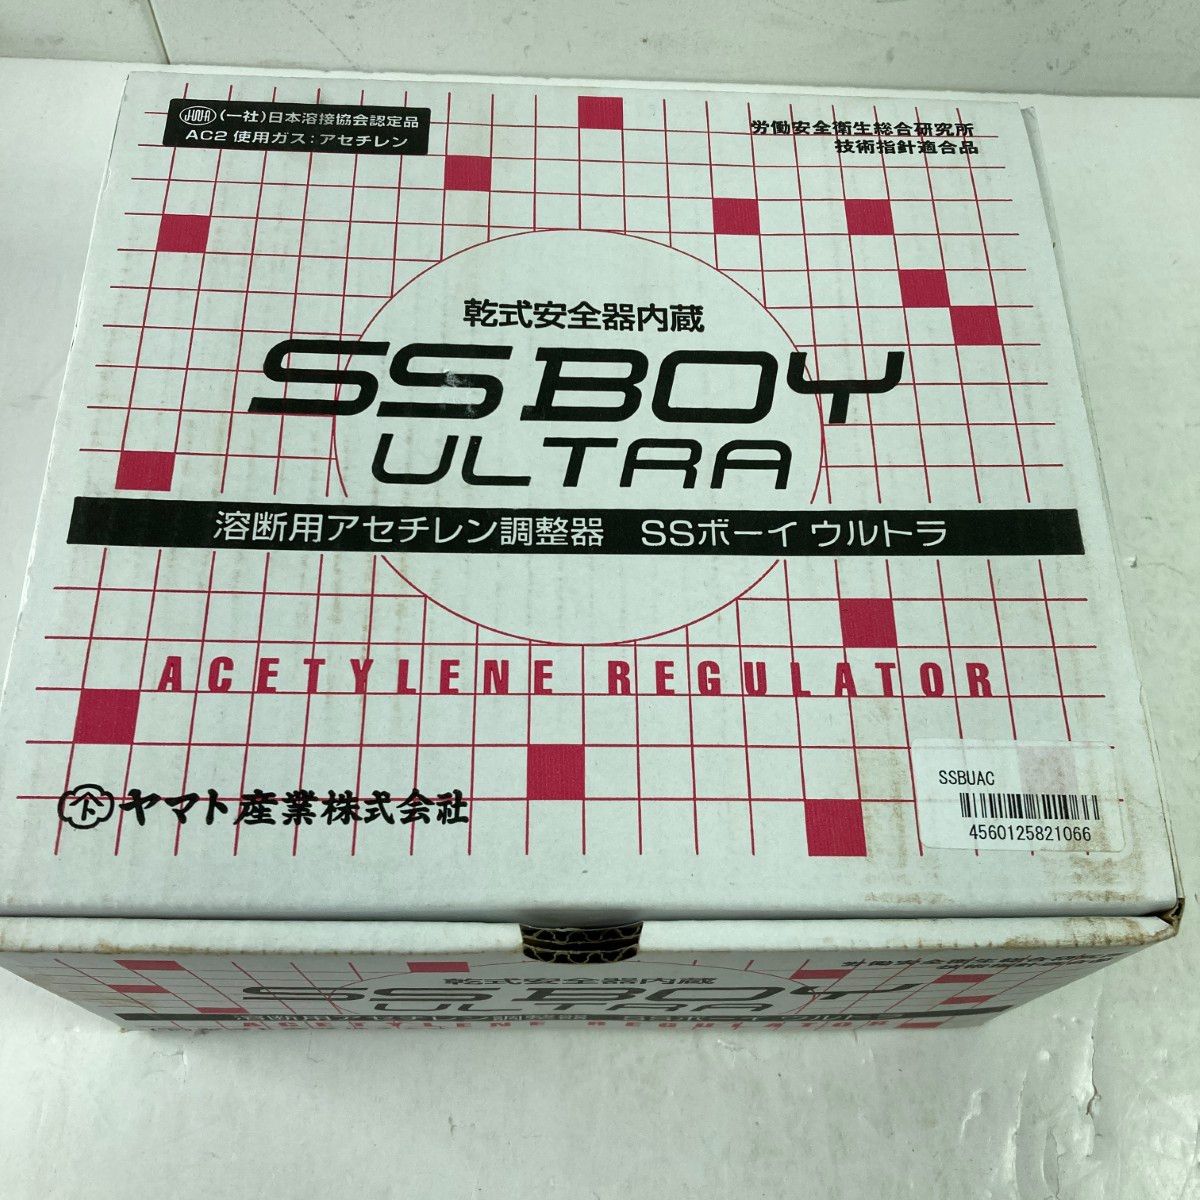 (一社)日本溶接協会認定品
AC2 使用ガス:アセチレン
労働安全衛生総合研究所
技術指針適合品
乾式安全器内蔵
SSBOY
ULTRA
溶断用アセチレン調整器 SSボーイ ウルトラ
ACETYLENE REGULATOR
ヤマト産業株式会社
SSBUAC
4560125821066
乾式安全器内蔵
SSBOY
ULTRA
ACETYLENE REGULATOR